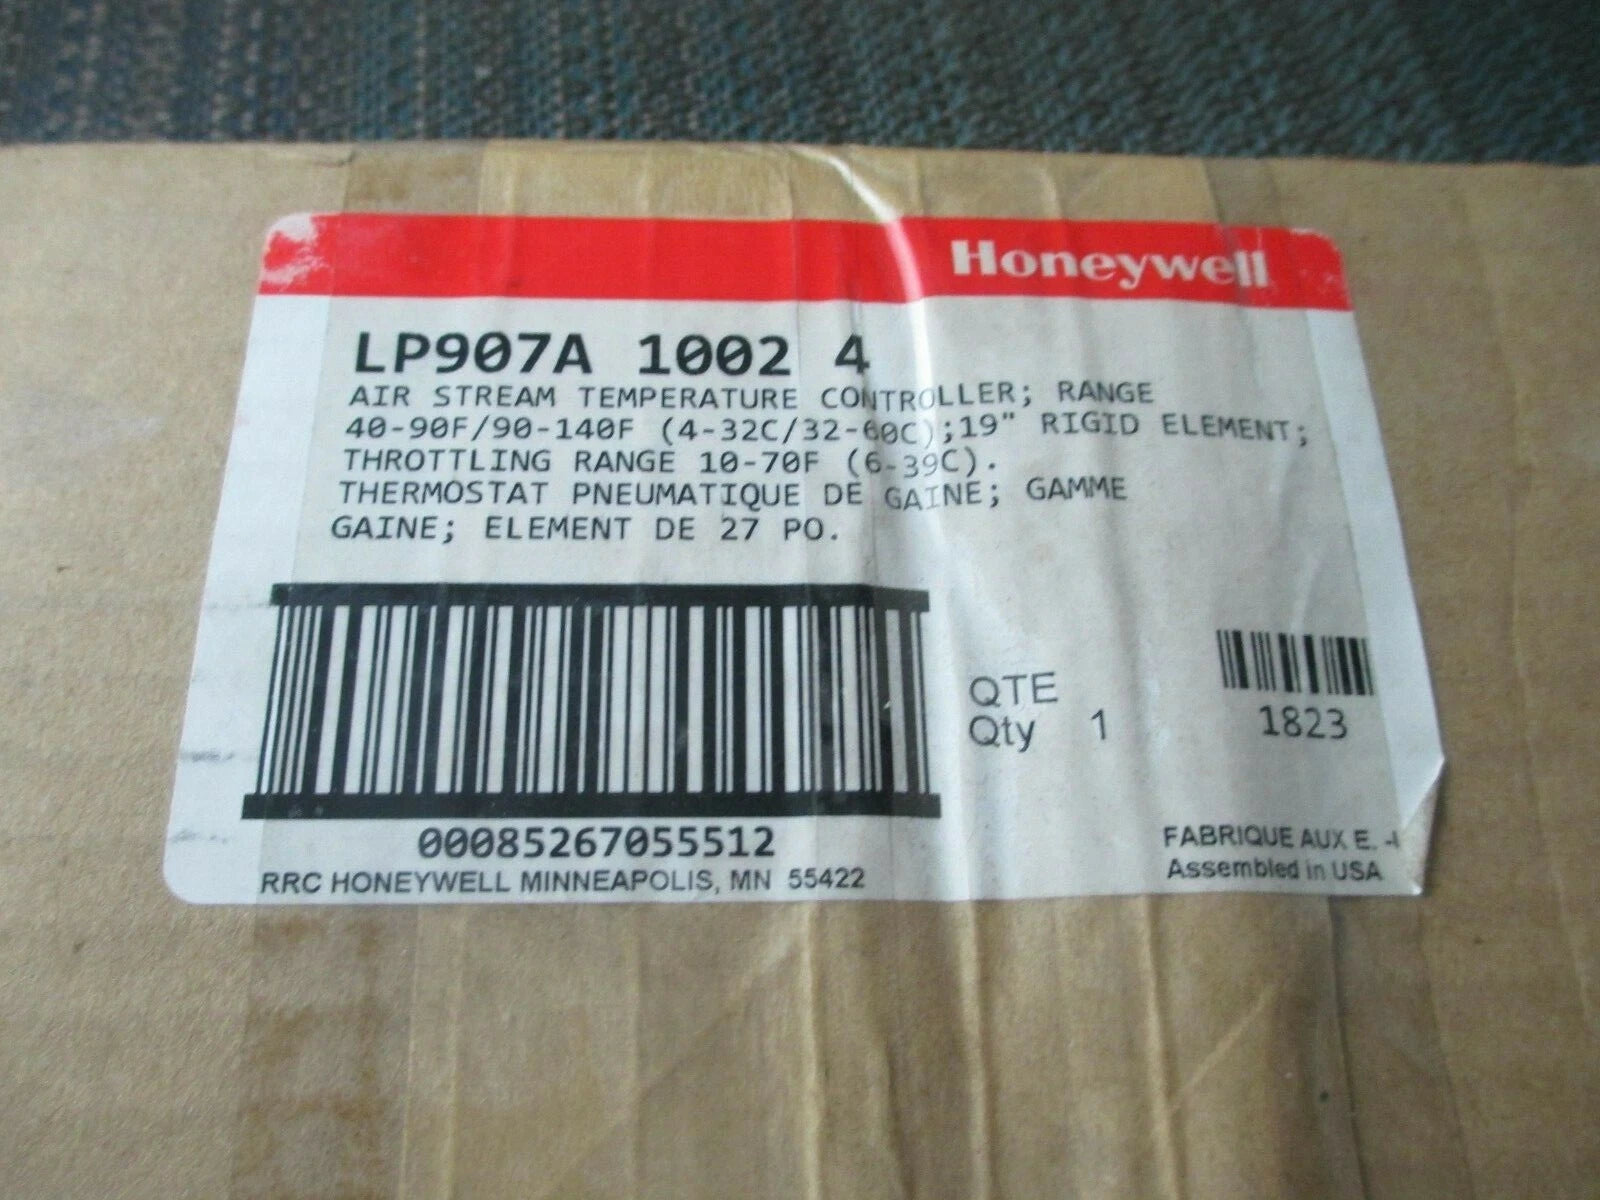 Honeywell
LP907A 1002 4
AIR STREAM TEMPERATURE CONTROLLER; RANGE
40-90F/90-140F (4-32C/32-60C);19" RIGID ELEMENT;
THROTTLING RANGE 10-70F (6-39C).
THERMOSTAT PNEUMATIQUE DE GAINE; GAMME
GAINE; ELEMENT DE 27 PO.
QTE
Qty 1
1823
00085267055512
RRC HONEYWELL MINNEAPOLIS, MN 55422
FABRIQUE AUX E. -
Assembled in USA